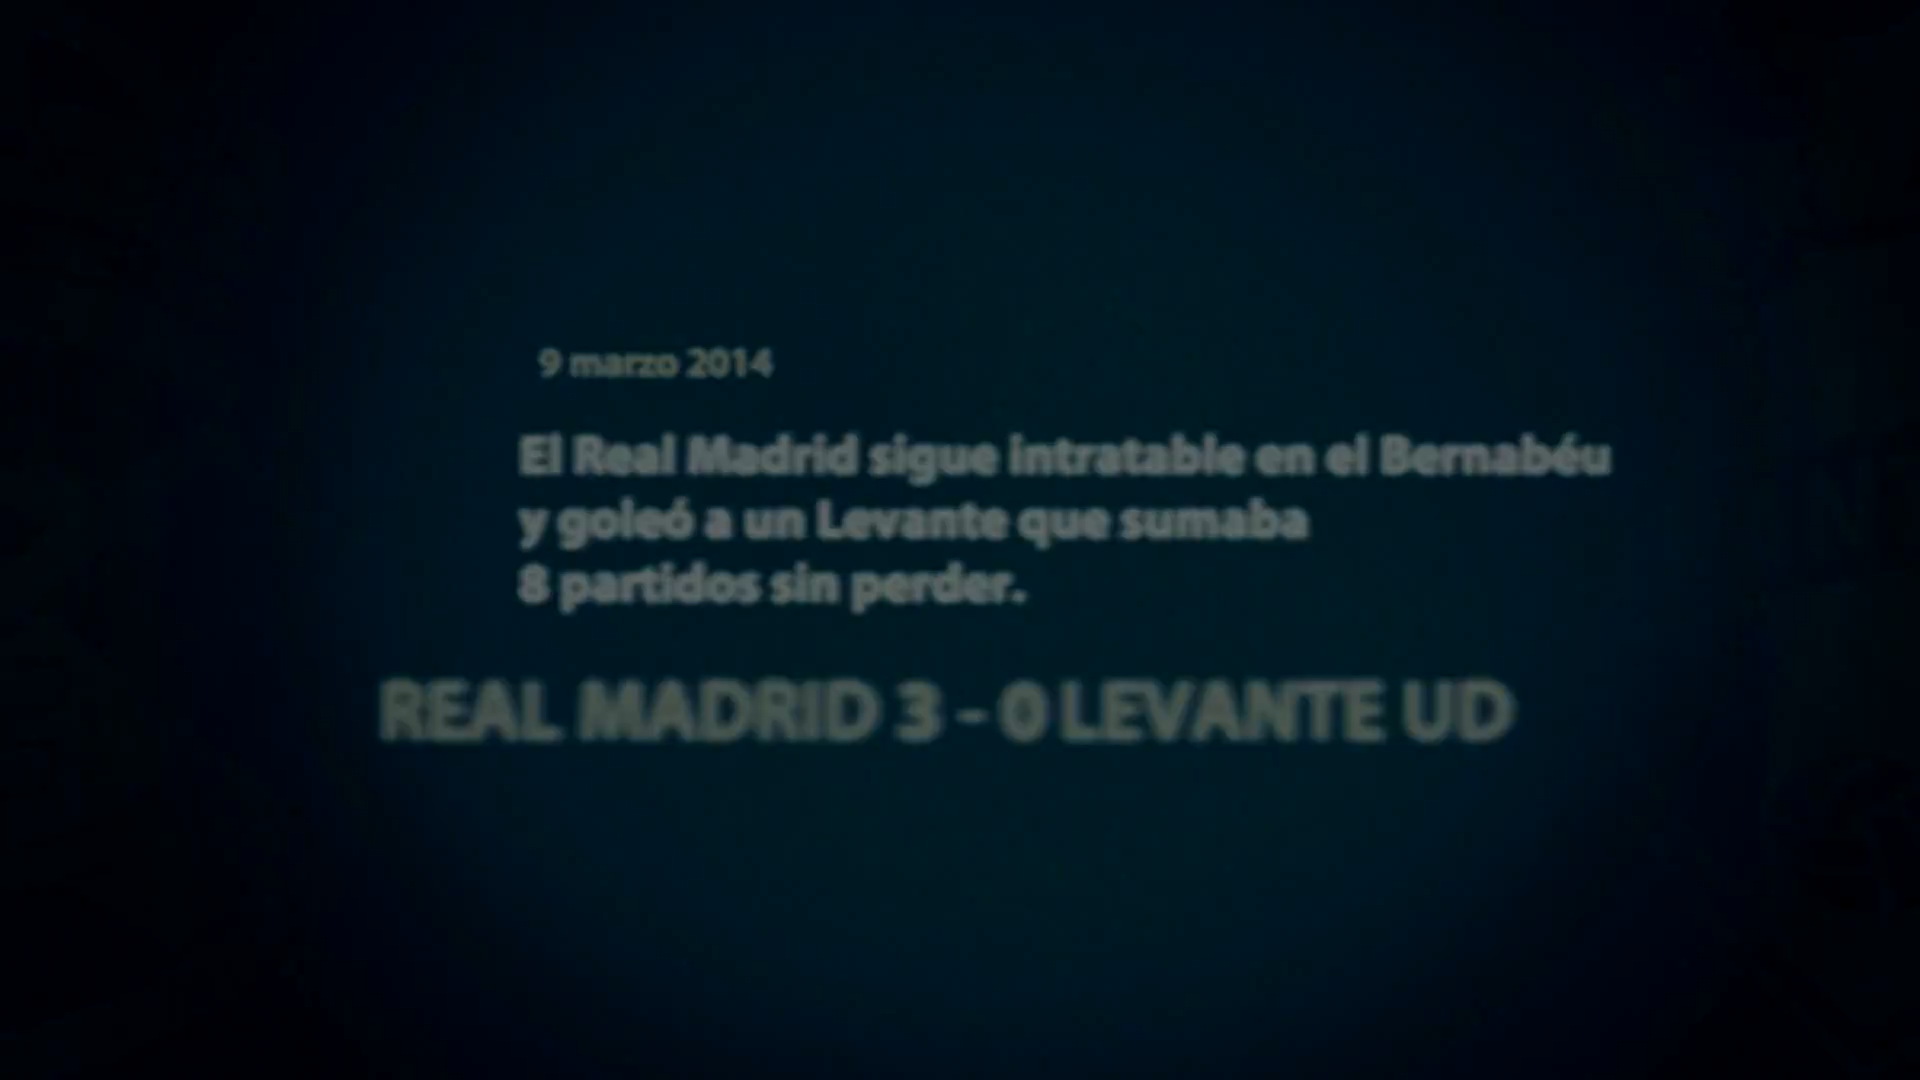 9 marzo 2014
El Real Madrid sigue intratable en el Bernabéu
y goleó a un Levante que sumaba
8 partidos sin perder.
REAL MADRID 3 - 0 LEVANTE UD